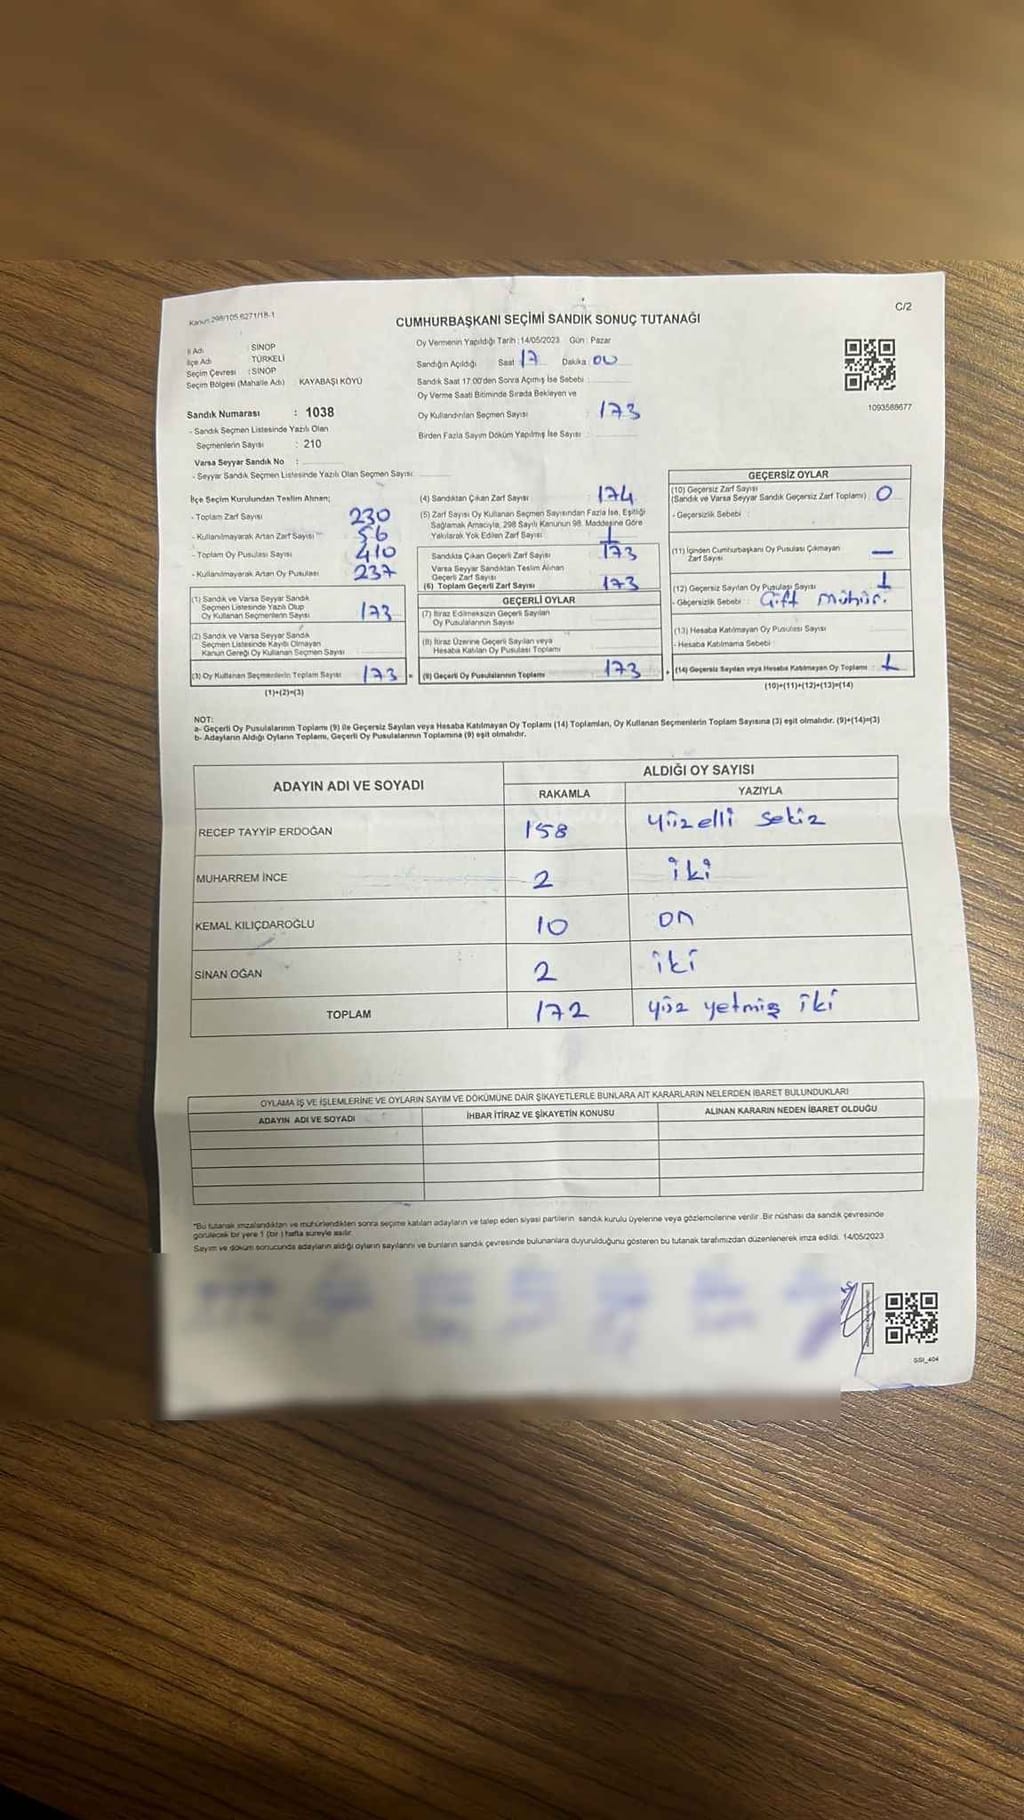 Kanun 298/105 6271/18-1
C/2
CUMHURBAŞKANI SEÇİMİ SANDIK SONUÇ TUTANAĞI
İl Adı : SİNOP
İlçe Adı : TÜRKELİ
Seçim Çevresi : SİNOP
Seçim Bölgesi (Mahalle Adı) KAYABAŞI KÖYÜ
Sandık Numarası : 1038
- Sandık Seçmen Listesinde Yazılı Olan
Seçmenlerin Sayısı : 210
Varsa Seyyar Sandık No :
- Seyyar Sandık Seçmen Listesinde Yazılı Olan Seçmen Sayısı:
Oy Vermenin Yapıldığı Tarih :14/05/2023 Gün : Pazar
Sandığın Açıldığı Saat 17 Dakika : 00
Sandık Saat 17:00'den Sonra Açımış İse Sebebi :
Oy Verme Saati Bitiminde Sırada Bekleyen ve
Oy Kullandırılan Seçmen Sayısı : 173
Birden Fazla Sayım Döküm Yapılmış İse Sayısı :
1093588677
İlçe Seçim Kurulundan Teslim Alınan;
- Toplam Zarf Sayısı 230
- Kullanılmayarak Artan Zarf Sayısı 56
- Toplam Oy Pusulası Sayısı 410
- Kullanılmayarak Artan Oy Pusulası 237
(1) Sandık ve Varsa Seyyar Sandık
Seçmen Listesinde Yazılı Olup
Oy Kullanan Seçmenlerin Sayısı 173
(2) Sandık ve Varsa Seyyar Sandık
Seçmen Listesinde Kayıtlı Olmayan
Kanun Gereği Oy Kullanan Seçmen Sayısı
(3) Oy Kullanan Seçmenlerin Toplam Sayısı 173
(1)+(2)=(3)
(4) Sandıktan Çıkan Zarf Sayısı : 174
(5) Zarf Sayısı Oy Kullanan Seçmen Sayısından Fazla İse, Eşitliği
Sağlamak Amacıyla, 298 Sayılı Kanunun 98. Maddesine Göre
Yakılarak Yok Edilen Zarf Sayısı : 1
Sandıkta Çıkan Geçerli Zarf Sayısı : 173
Varsa Seyyar Sandıktan Teslim Alınan
Geçerli Zarf Sayısı
(6) Toplam Geçerli Zarf Sayısı : 173
GEÇERLİ OYLAR
(7) İtiraz Edilmeksizin Geçerli Sayılan
Oy Pusulalarının Sayısı
(8) İtiraz Üzerine Geçerli Sayılan veya
Hesaba Katılan Oy Pusulası Toplamı
(9) Geçerli Oy Pusulalarının Toplamı : 173
GEÇERSİZ OYLAR
(10) Geçersiz Zarf Sayısı
(Sandık ve Varsa Seyyar Sandık Geçersiz Zarf Toplamı) 0
- Geçersizlik Sebebi :
(11) İçinden Cumhurbaşkanı Oy Pusulası Çıkmayan
Zarf Sayısı —
(12) Geçersiz Sayılan Oy Pusulası Sayısı 1
- Geçersizlik Sebebi : Çift mühür.
(13) Hesaba Katılmayan Oy Pusulası Sayısı
- Hesaba Katılmama Sebebi :
(14) Geçersiz Sayılan veya Hesaba Katılmayan Oy Toplamı : 1
(10)+(11)+(12)+(13)=(14)
NOT:
a- Geçerli Oy Pusulalarının Toplamı (9) ile Geçersiz Sayılan veya Hesaba Katılmayan Oy Toplamı (14) Toplamları, Oy Kullanan Seçmenlerin Toplam Sayısına (3) eşit olmalıdır. (9)+(14)=(3)
b- Adayların Aldığı Oyların Toplamı, Geçerli Oy Pusulalarının Toplamına (9) eşit olmalıdır.
ADAYIN ADI VE SOYADI
ALDIĞI OY SAYISI
RAKAMLA YAZIYLA
RECEP TAYYİP ERDOĞAN 158 yüzelli sekiz
MUHARREM İNCE 2 iki
KEMAL KILIÇDAROĞLU 10 on
SİNAN OĞAN 2 iki
TOPLAM 172 yüz yetmiş iki
OYLAMA İŞ VE İŞLEMLERİNE VE OYLARIN SAYIM VE DÖKÜMÜNE DAİR ŞİKAYETLERLE BUNLARA AİT KARARLARIN NELERDEN İBARET BULUNDUKLARI
ADAYIN ADI VE SOYADI İHBAR İTİRAZ VE ŞİKAYETİN KONUSU ALINAN KARARIN NEDEN İBARET OLDUĞU
"Bu tutanak imzalandıktan ve mühürlendikten sonra seçime katılan adayların ve talep eden siyasi partilerin sandık kurulu üyelerine veya gözlemcilerine verilir. Bir nüshası da sandık çevresinde
görülecek bir yere 1 (bir) hafta süreyle asılır.
Sayım ve döküm sonucunda adayların aldığı oyların sayılarını ve bunların sandık çevresinde bulunanlara duyurulduğunu gösteren bu tutanak tarafımızdan düzenlenerek imza edildi. 14/05/2023
SSI_404